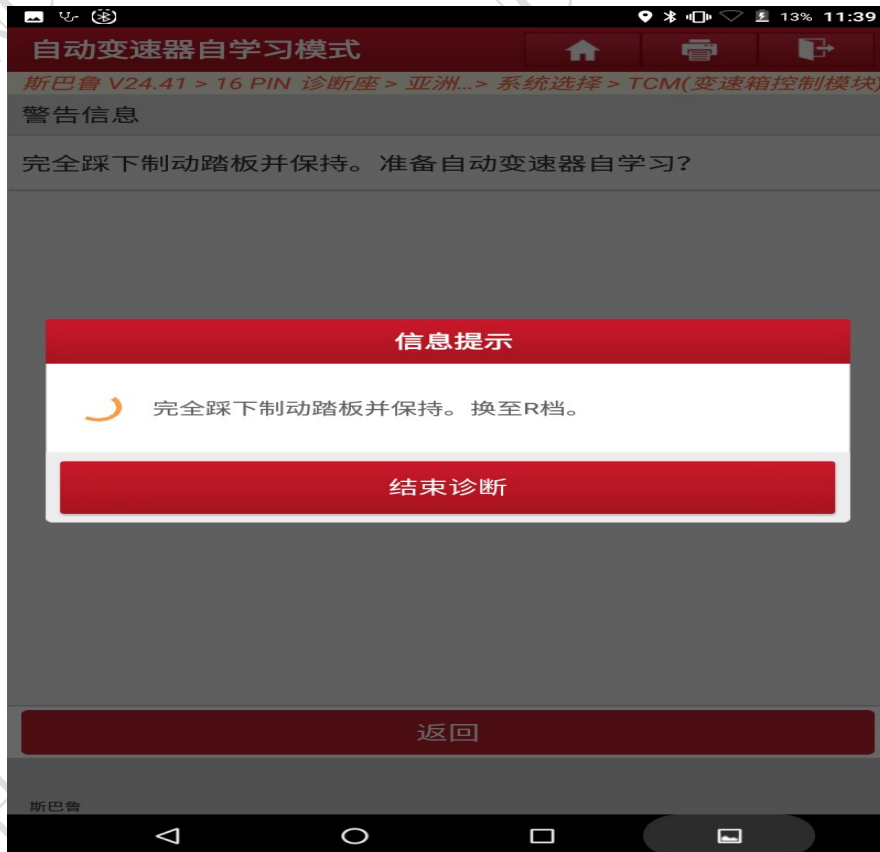 13% 11:39
自动变速器自学习模式
斯巴鲁 V24.41 > 16 PIN 诊断座 > 亚洲...> 系统选择 > TCM(变速箱控制模块)
警告信息
完全踩下制动踏板并保持。准备自动变速器自学习?
信息提示
完全踩下制动踏板并保持。换至R档。
结束诊断
返回
斯巴鲁